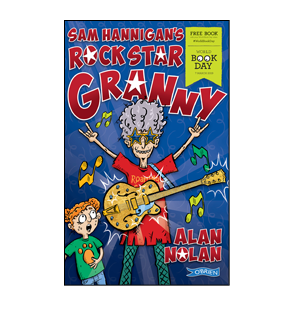 SAM HANNIGAN'S
ROCK STAR
GRANNY
FREE BOOK
WORLD
BOOK
DAY
ALAN
NOLAN
O'BRIEN